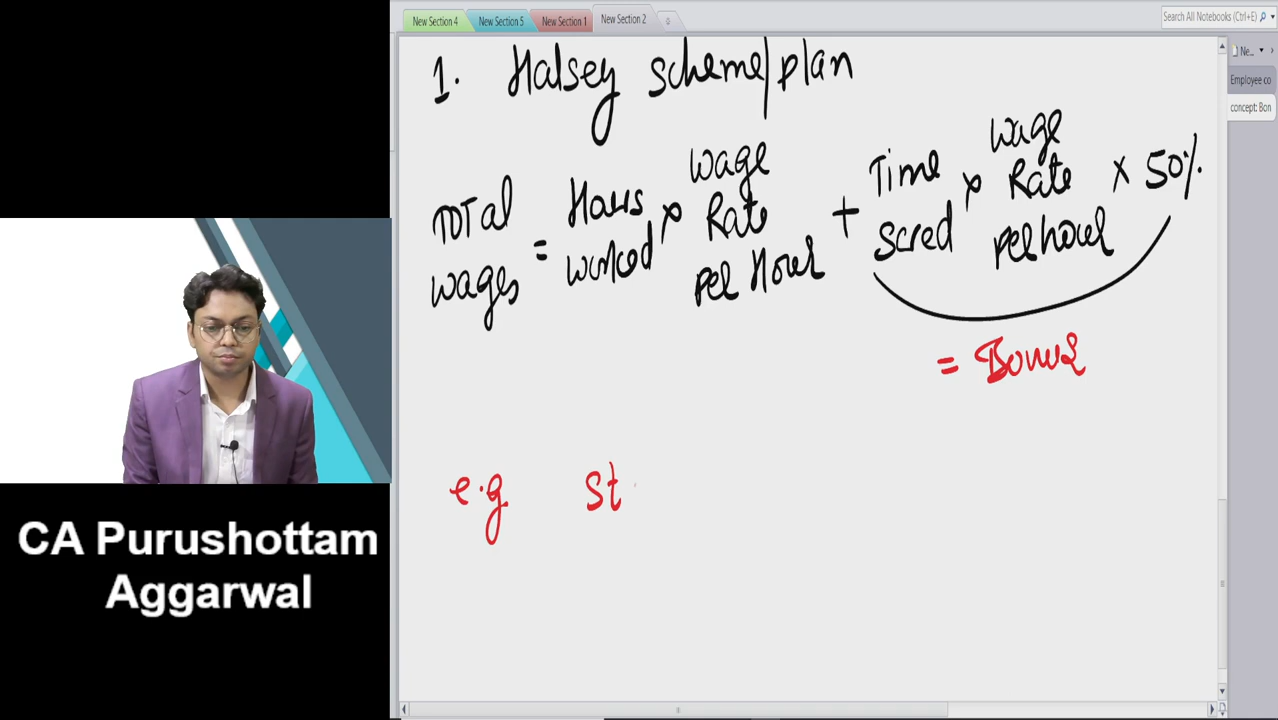 New Section 4 New Section 5 New Section 1 New Section 2
Search All Notebooks (Ctrl+E)
Ne...
Employee co
concept: Bon
1. Halsey scheme/plan
Total wages = Hours worked × wage Rate per Hour + Time saved × wage Rate per hour × 50%
= Bonus
e.g St
CA Purushottam
Aggarwal